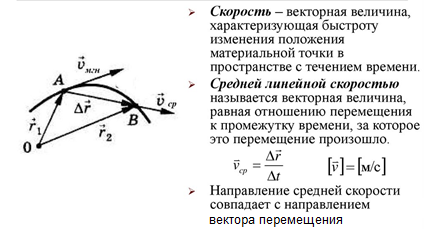 ➢ Скорость – векторная величина,
характеризующая быстроту
изменения положения
материальной точки в
пространстве с течением времени.
➢ Средней линейной скоростью
называется векторная величина,
равная отношению перемещения
к промежутку времени, за которое
это перемещение произошло.
v⃗ср = Δr⃗/Δt [v⃗]=[м/с]
➢ Направление средней скорости
совпадает с направлением
вектора перемещения
A
v⃗мгн
Δr⃗
v⃗ср
B
r⃗1
r⃗2
0